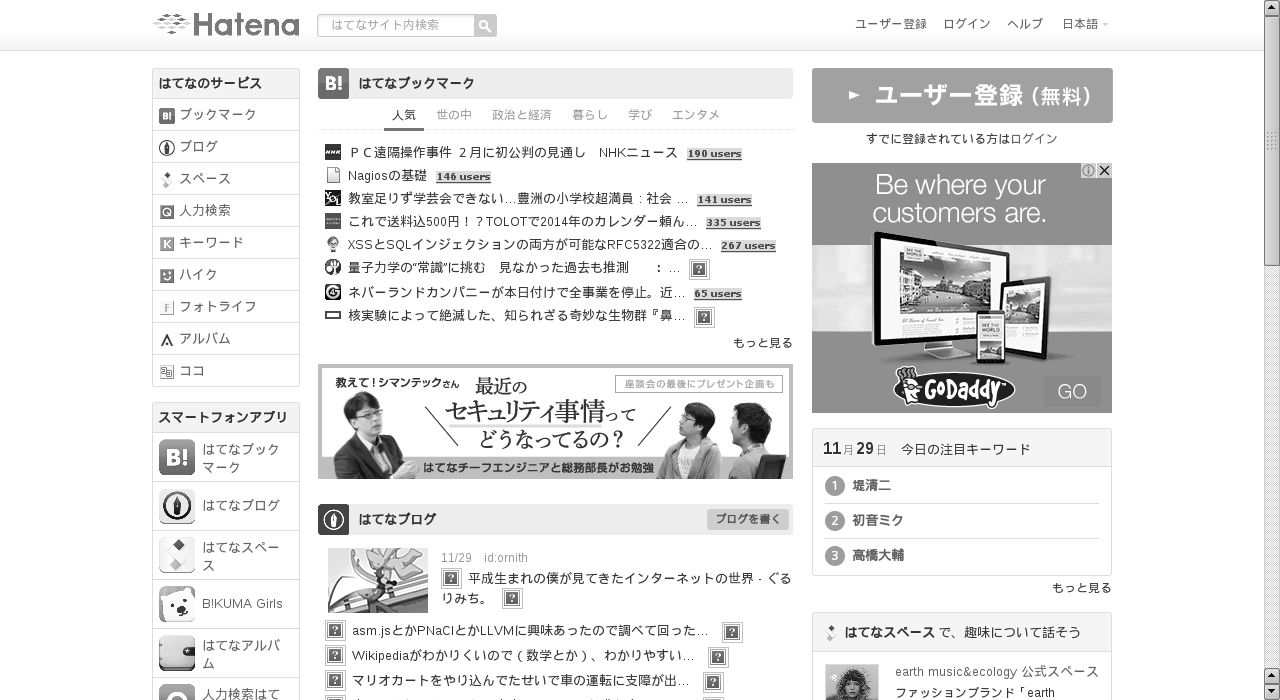 Hatena
はてなサイト内検索
ユーザー登録 ログイン ヘルプ 日本語
はてなのサービス
B! ブックマーク
ブログ
スペース
Q 人力検索
K キーワード
ハイク
F フォトライフ
アルバム
ココ
スマートフォンアプリ
B! はてなブック
マーク
はてなブログ
はてなスペー
ス
B!KUMA Girls
はてなアルバ
ム
人力検索はて
B! はてなブックマーク
人気 世の中 政治と経済 暮らし 学び エンタメ
NHK ＰＣ遠隔操作事件 ２月に初公判の見通し　NHKニュース 190 users
Nagiosの基礎 146 users
教室足りず学芸会できない…豊洲の小学校超満員 : 社会 ... 141 users
これで送料込500円！？TOLOTで2014年のカレンダー頼ん... 335 users
XSSとSQLインジェクションの両方が可能なRFC5322適合の... 267 users
量子力学の“常識”に挑む　見なかった過去も推測　　： ...
ネバーランドカンパニーが本日付けで全事業を停止。近... 65 users
核実験によって絶滅した、知られざる奇妙な生物群『鼻...
もっと見る
教えて！シマンテックさん
最近の
セキュリティ事情って
どうなってるの？
座談会の最後にプレゼント企画も
はてなチーフエンジニアと総務部長がお勉強
はてなブログ
ブログを書く
11/29 id:ornith
平成生まれの僕が見てきたインターネットの世界 - ぐる
りみち。
asm.jsとかPNaClとかLLVMに興味あったので調べて回った...
Wikipediaがわかりくいので（数学とか）、わかりやすい...
マリオカートをやり込んでたせいで車の運転に支障が出...
ユーザー登録（無料）
すでに登録されている方はログイン
Be where your
customers are.
GoDaddy™
GO
11月29日 今日の注目キーワード
1 堤清二
2 初音ミク
3 高橋大輔
もっと見る
はてなスペース で、趣味について話そう
earth music&ecology 公式スペース
ファッションブランド「earth